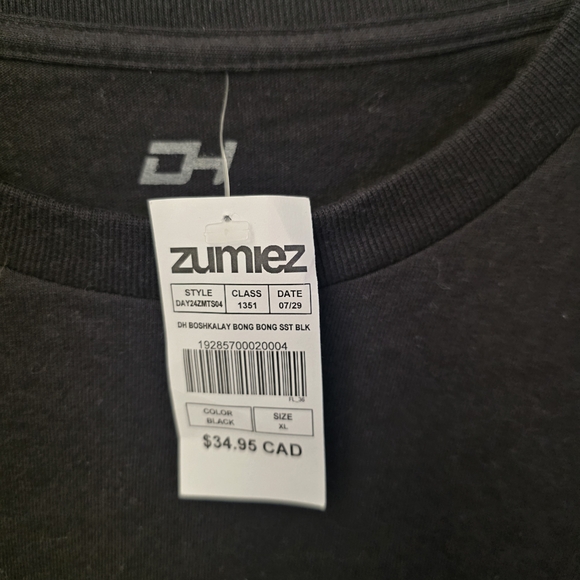 DH
zumiez
STYLE CLASS DATE
DAY24ZMTS04 1351 07/29
DH BOSHKALAY BONG BONG SST BLK
19285700020004
FL_36
COLOR SIZE
BLACK XL
$34.95 CAD